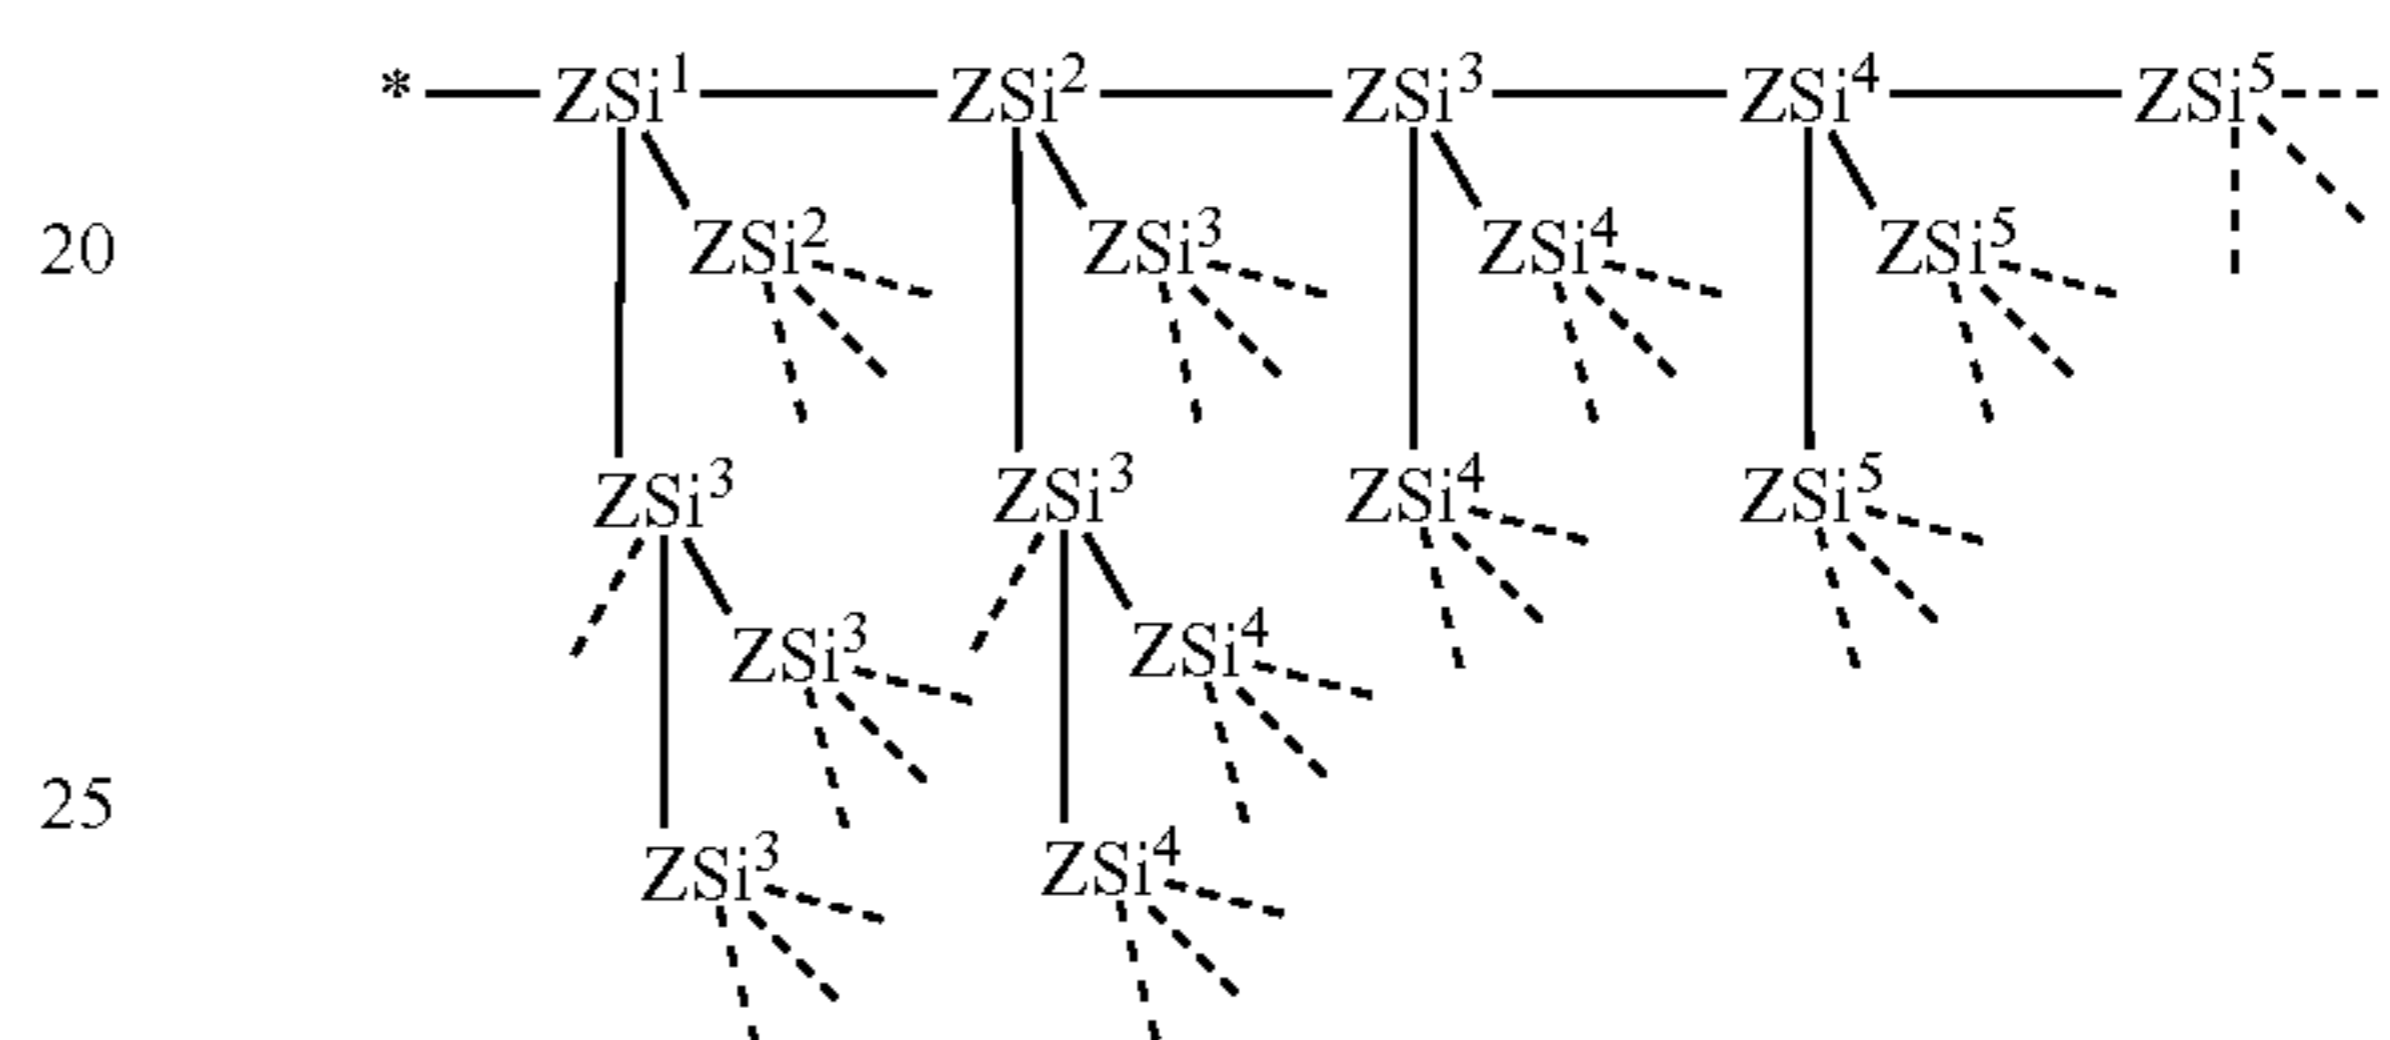 * ZSi¹ ZSi² ZSi³ ZSi⁴ ZSi⁵
20 ZSi² ZSi³ ZSi⁴ ZSi⁵
ZSi³ ZSi³ ZSi⁴ ZSi⁵
ZSi³ ZSi⁴
25
ZSi³ ZSi⁴